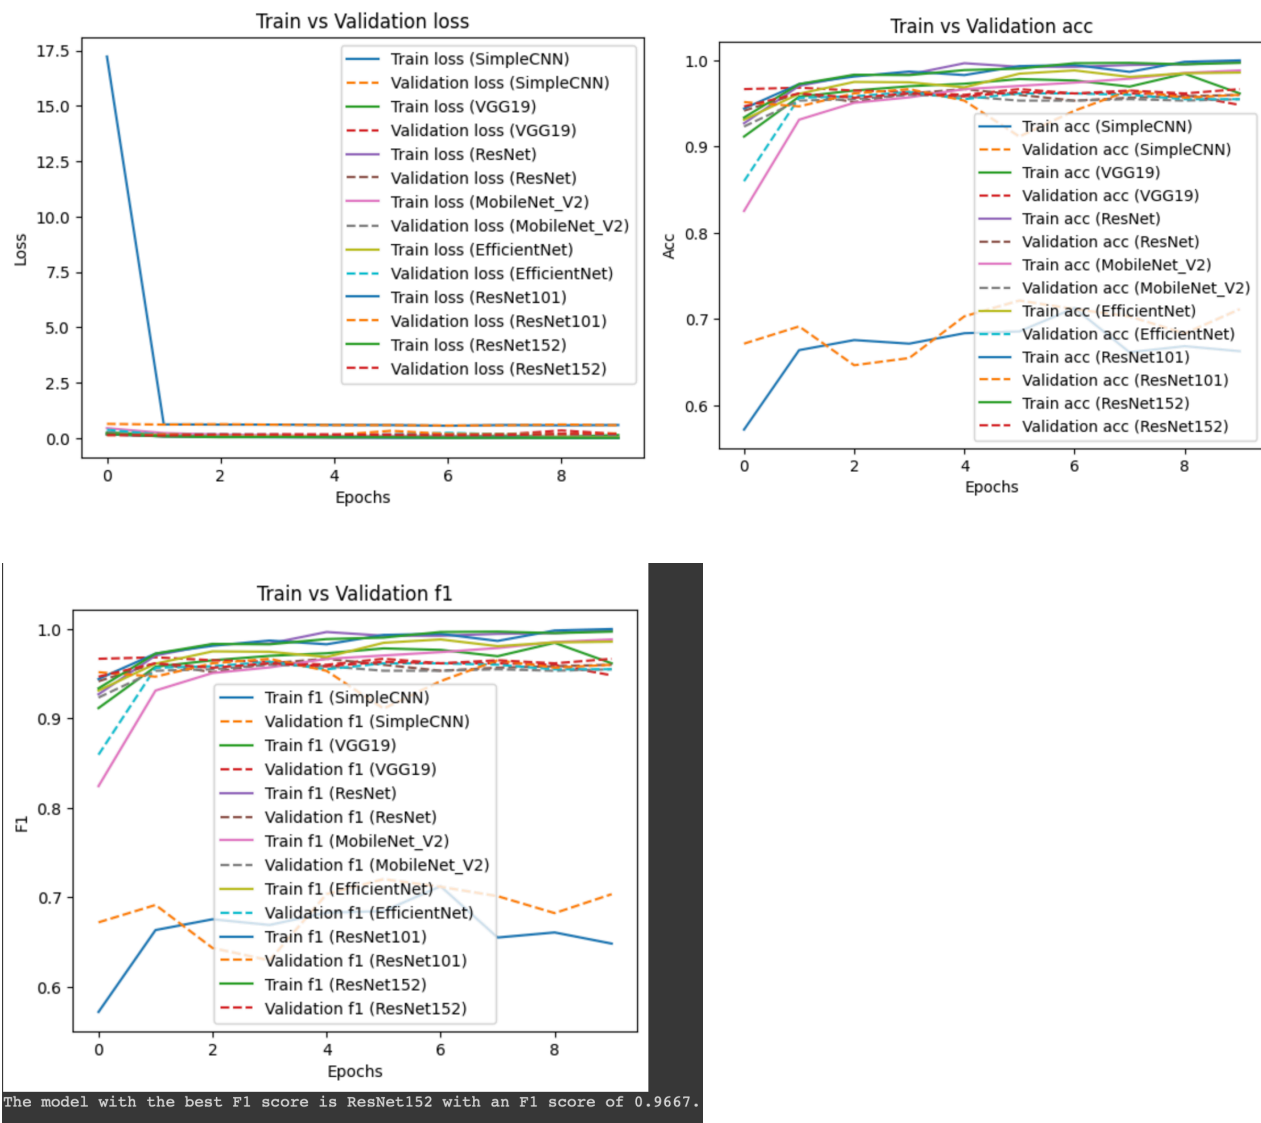 Train vs Validation loss
17.5
15.0
12.5
10.0
7.5
5.0
2.5
0.0
Loss
Train loss (SimpleCNN)
Validation loss (SimpleCNN)
Train loss (VGG19)
Validation loss (VGG19)
Train loss (ResNet)
Validation loss (ResNet)
Train loss (MobileNet_V2)
Validation loss (MobileNet_V2)
Train loss (EfficientNet)
Validation loss (EfficientNet)
Train loss (ResNet101)
Validation loss (ResNet101)
Train loss (ResNet152)
Validation loss (ResNet152)
0 2 4 6 8
Epochs
Train vs Validation acc
1.0
0.9
0.8
0.7
0.6
Acc
Train acc (SimpleCNN)
Validation acc (SimpleCNN)
Train acc (VGG19)
Validation acc (VGG19)
Train acc (ResNet)
Validation acc (ResNet)
Train acc (MobileNet_V2)
Validation acc (MobileNet_V2)
Train acc (EfficientNet)
Validation acc (EfficientNet)
Train acc (ResNet101)
Validation acc (ResNet101)
Train acc (ResNet152)
Validation acc (ResNet152)
0 2 4 6 8
Epochs
Train vs Validation f1
1.0
0.9
0.8
0.7
0.6
F1
Train f1 (SimpleCNN)
Validation f1 (SimpleCNN)
Train f1 (VGG19)
Validation f1 (VGG19)
Train f1 (ResNet)
Validation f1 (ResNet)
Train f1 (MobileNet_V2)
Validation f1 (MobileNet_V2)
Train f1 (EfficientNet)
Validation f1 (EfficientNet)
Train f1 (ResNet101)
Validation f1 (ResNet101)
Train f1 (ResNet152)
Validation f1 (ResNet152)
0 2 4 6 8
Epochs
The model with the best F1 score is ResNet152 with an F1 score of 0.9667.